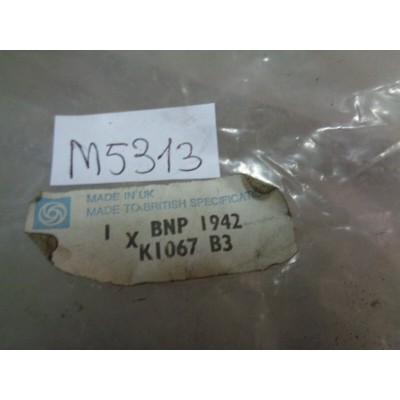 M5313
MADE IN UK
MADE TO BRITISH SPECIFICAT
1 x BNP 1942
K1067 B3